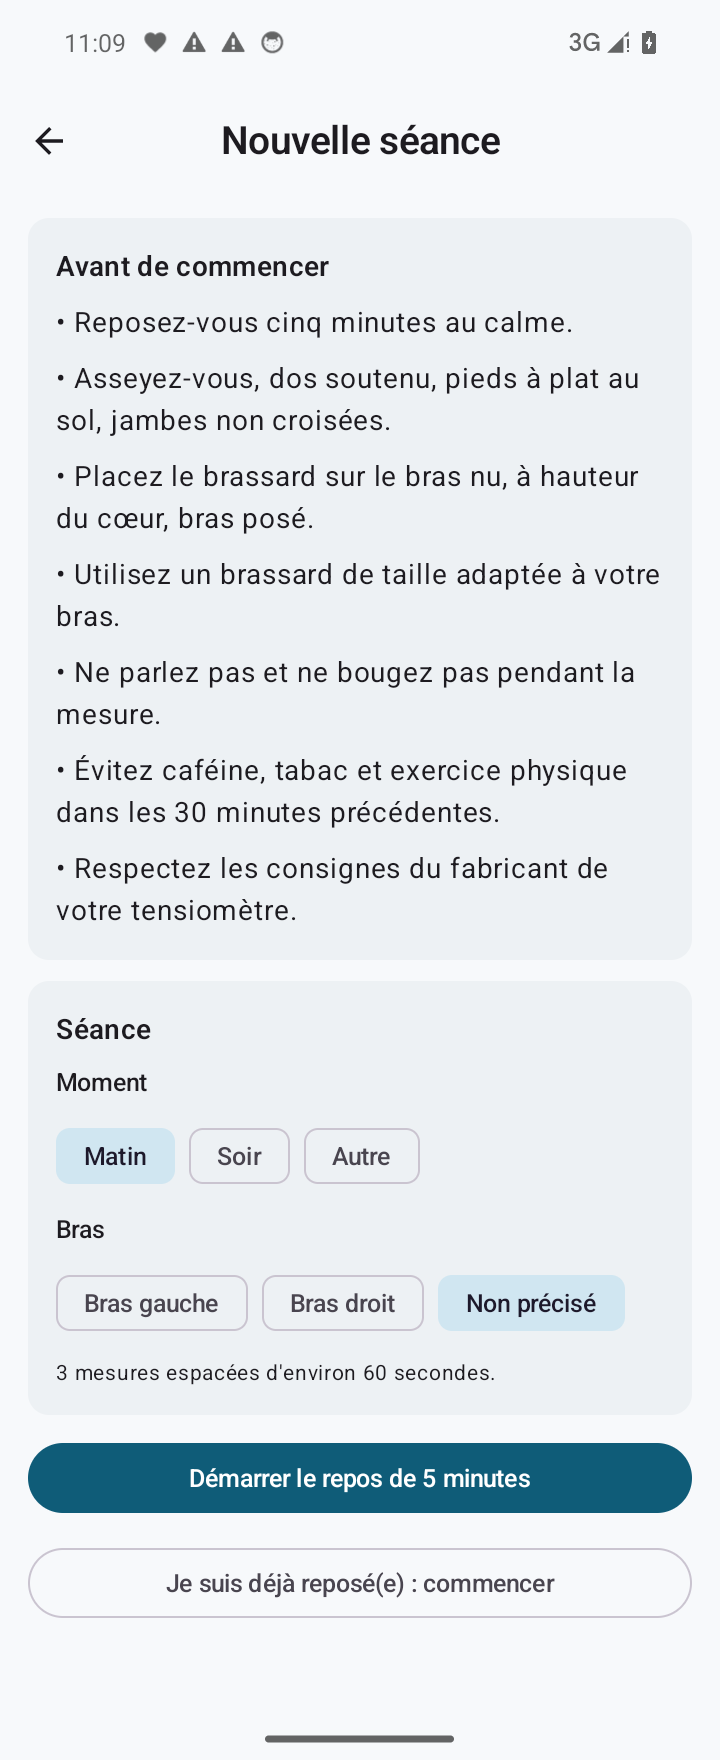 11:09
3G
Nouvelle séance
Avant de commencer
• Reposez-vous cinq minutes au calme.
• Asseyez-vous, dos soutenu, pieds à plat au
sol, jambes non croisées.
• Placez le brassard sur le bras nu, à hauteur
du cœur, bras posé.
• Utilisez un brassard de taille adaptée à votre
bras.
• Ne parlez pas et ne bougez pas pendant la
mesure.
• Évitez caféine, tabac et exercice physique
dans les 30 minutes précédentes.
• Respectez les consignes du fabricant de
votre tensiomètre.
Séance
Moment
Matin Soir Autre
Bras
Bras gauche Bras droit Non précisé
3 mesures espacées d'environ 60 secondes.
Démarrer le repos de 5 minutes
Je suis déjà reposé(e) : commencer